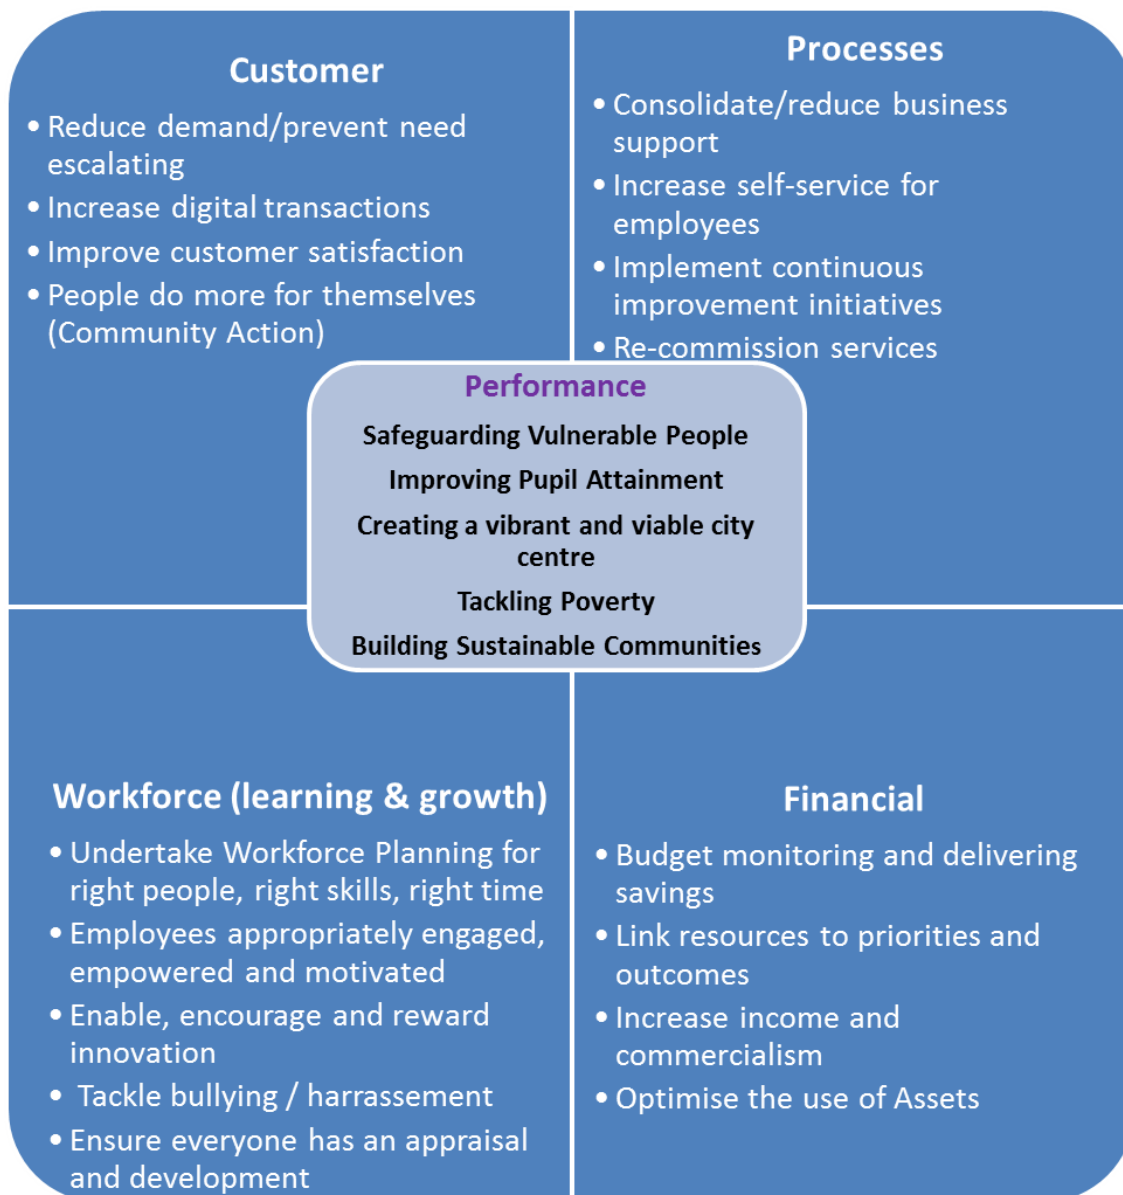 Customer
• Reduce demand/prevent need
escalating
• Increase digital transactions
• Improve customer satisfaction
• People do more for themselves
(Community Action)
Processes
• Consolidate/reduce business
support
• Increase self-service for
employees
• Implement continuous
improvement initiatives
• Re-commission services
Performance
Safeguarding Vulnerable People
Improving Pupil Attainment
Creating a vibrant and viable city
centre
Tackling Poverty
Building Sustainable Communities
Workforce (learning & growth)
• Undertake Workforce Planning for
right people, right skills, right time
• Employees appropriately engaged,
empowered and motivated
• Enable, encourage and reward
innovation
• Tackle bullying / harrassement
• Ensure everyone has an appraisal
and development
Financial
• Budget monitoring and delivering
savings
• Link resources to priorities and
outcomes
• Increase income and
commercialism
• Optimise the use of Assets